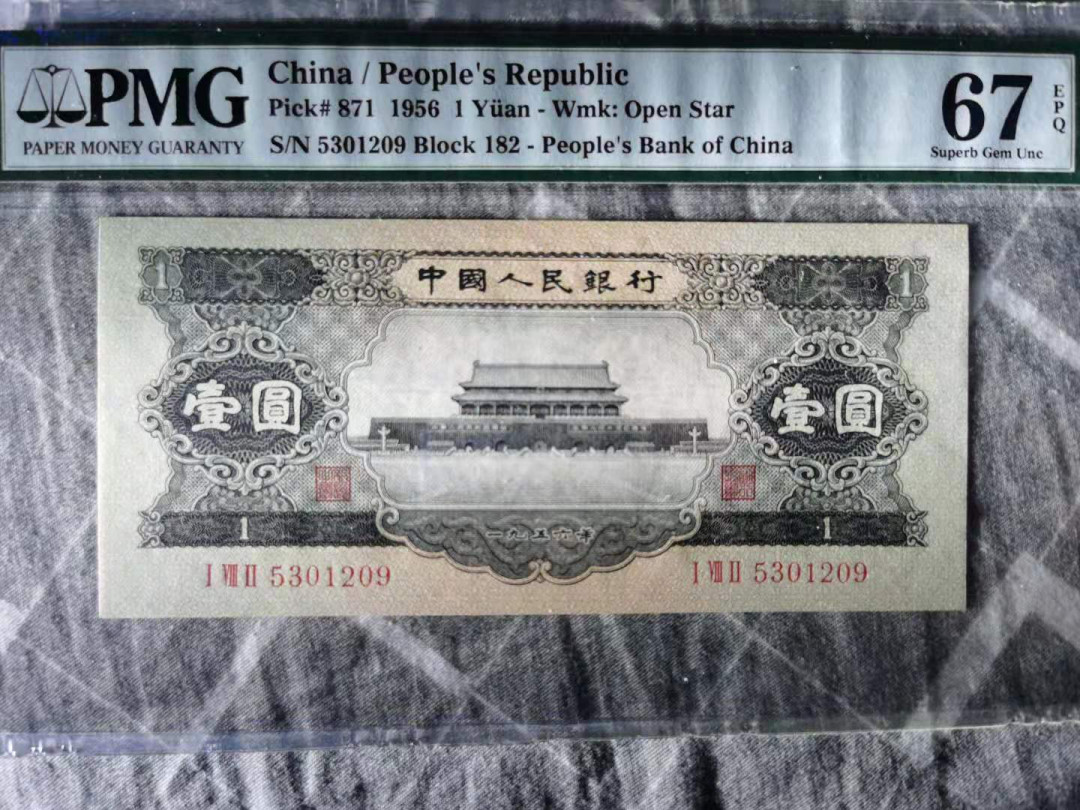 PMG
PAPER MONEY GUARANTY
China / People's Republic
Pick# 871 1956 1 Yüan - Wmk: Open Star
S/N 5301209 Block 182 - People's Bank of China
67
EPQ
Superb Gem Unc
1
中國人民銀行
1
壹圓
壹圓
1
一九五六年
1
I VIII II 5301209
I VIII II 5301209